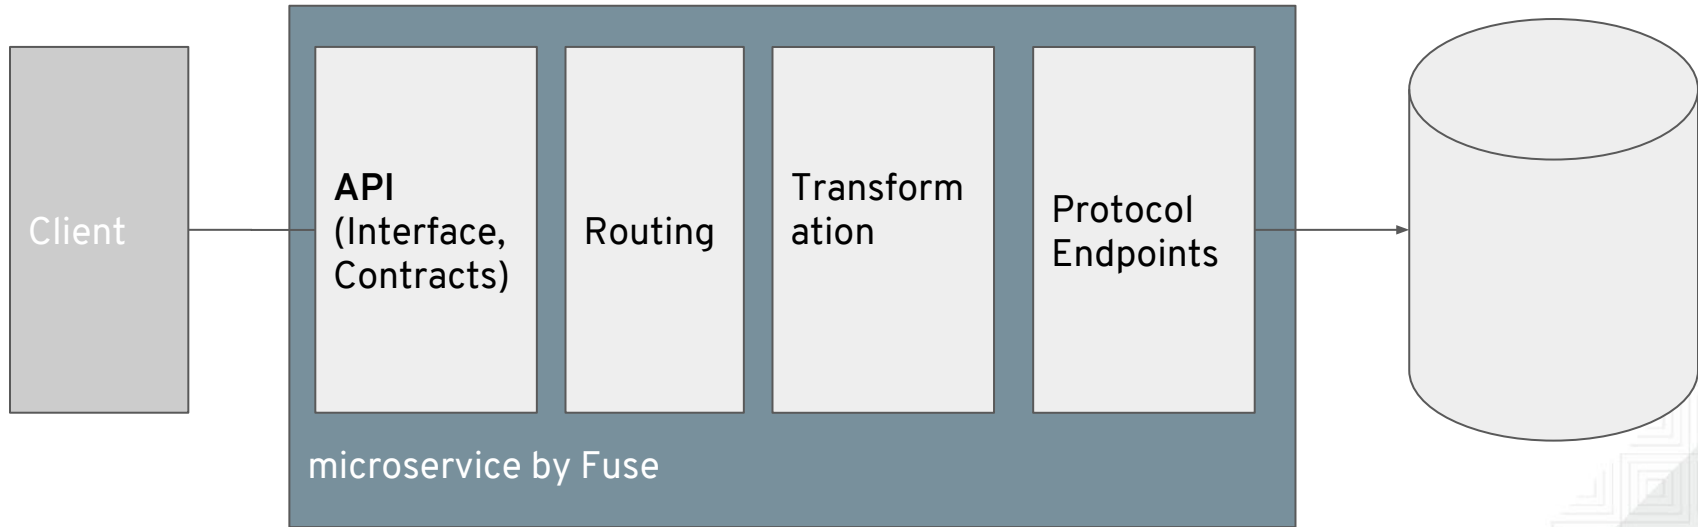 Client
API
(Interface,
Contracts)
Routing
Transform
ation
Protocol
Endpoints
microservice by Fuse